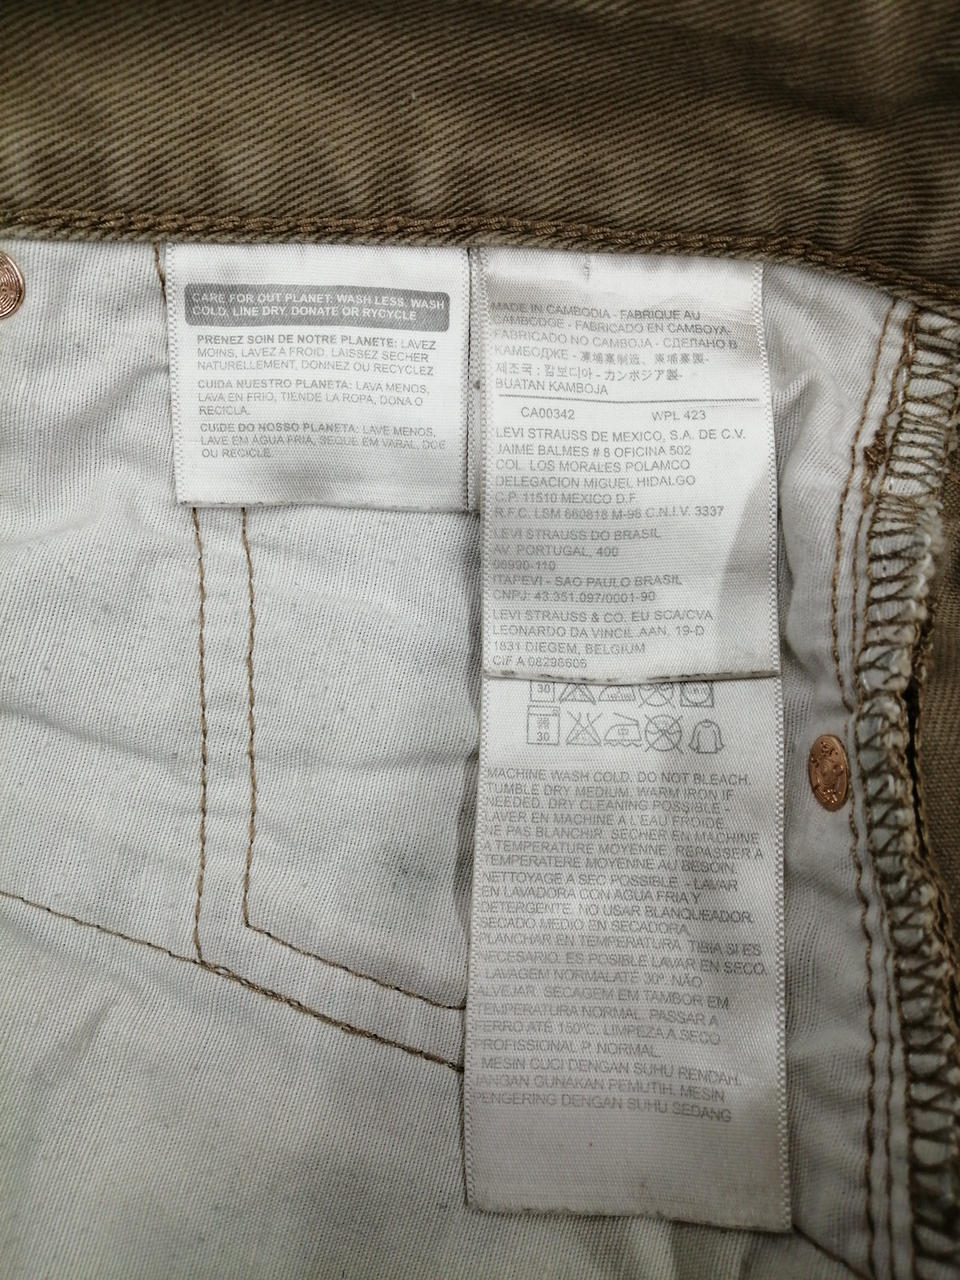 CARE FOR OUT PLANET: WASH LESS, WASH
COLD, LINE DRY, DONATE OR RYCYCLE
PRENEZ SOIN DE NOTRE PLANETE: LAVEZ
MOINS, LAVEZ A FROID, LAISSEZ SECHER
NATURELLEMENT, DONNEZ OU RECYCLEZ
CUIDA NUESTRO PLANETA: LAVA MENOS,
LAVA EN FRIO, TIENDE LA ROPA, DONA O
RECICLA.
CUIDE DO NOSSO PLANETA: LAVE MENOS,
LAVE EM ÁGUA FRIA, SEQUE EM VARAL, DOE
OU RECICLE.
MADE IN CAMBODIA - FABRIQUE AU
CAMBODGE - FABRICADO EN CAMBOYA
FABRICADO NO CAMBOJA - СДЕЛАНО В
КАМБОДЖЕ - 柬埔寨制造、柬埔寨製-
제조국 : 캄보디아 - カンボジア製-
BUATAN KAMBOJA
CA00342 WPL 423
LEVI STRAUSS DE MEXICO, S.A. DE C.V.
JAIME BALMES # 8 OFICINA 502
COL. LOS MORALES POLAMCO
DELEGACION MIGUEL HIDALGO
C.P. 11510 MEXICO D.F.
R.F.C. LSM 660818 M-98 C.N.I.V. 3337
LEVI STRAUSS DO BRASIL
AV. PORTUGAL, 400
06690-110
ITAPEVI - SAO PAULO BRASIL
CNPJ: 43.351.097/0001-90
LEVI STRAUSS & CO. EU SCA/CVA
LEONARDO DA VINCIL.AAN, 19-D
1831 DIEGEM, BELGIUM
CIF A 08298606
30
30
MACHINE WASH COLD. DO NOT BLEACH.
TUMBLE DRY MEDIUM. WARM IRON IF
NEEDED. DRY CLEANING POSSIBLE -
LAVER EN MACHINE A L'EAU FROIDE.
NE PAS BLANCHIR. SECHER EN MACHINE
A TEMPERATURE MOYENNE. REPASSER A
TEMPERATERE MOYENNE AU BESOIN.
NETTOYAGE A SEC POSSIBLE. - LAVAR
EN LAVADORA CON AGUA FRIA Y
DETERGENTE. NO USAR BLANQUEADOR.
SECADO MEDIO EN SECADORA.
PLANCHAR EN TEMPERATURA TIBIA SI ES
NECESARIO. ES POSIBLE LAVAR EN SECO.
LAVAGEM NORMALATÉ 30º. NÃO
ALVEJAR. SECAGEM EM TAMBOR EM
TEMPERATURA NORMAL. PASSAR A
FERRO ATÉ 150ºC. LIMPEZA A SECO
PROFISSIONAL P. NORMAL.
MESIN CUCI DENGAN SUHU RENDAH.
JANGAN GUNAKAN PEMUTIH. MESIN
PENGERING DENGAN SUHU SEDANG